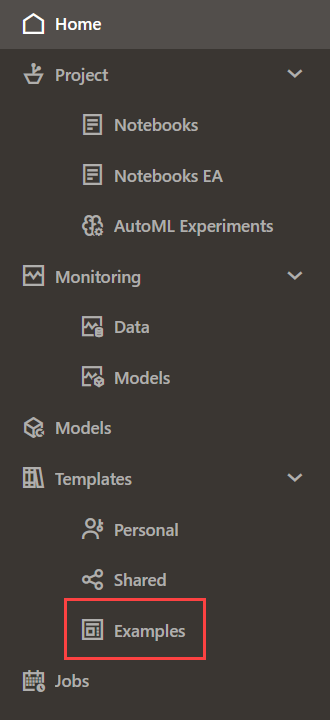 Home
Project
Notebooks
Notebooks EA
AutoML Experiments
Monitoring
Data
Models
Models
Templates
Personal
Shared
Examples
Jobs